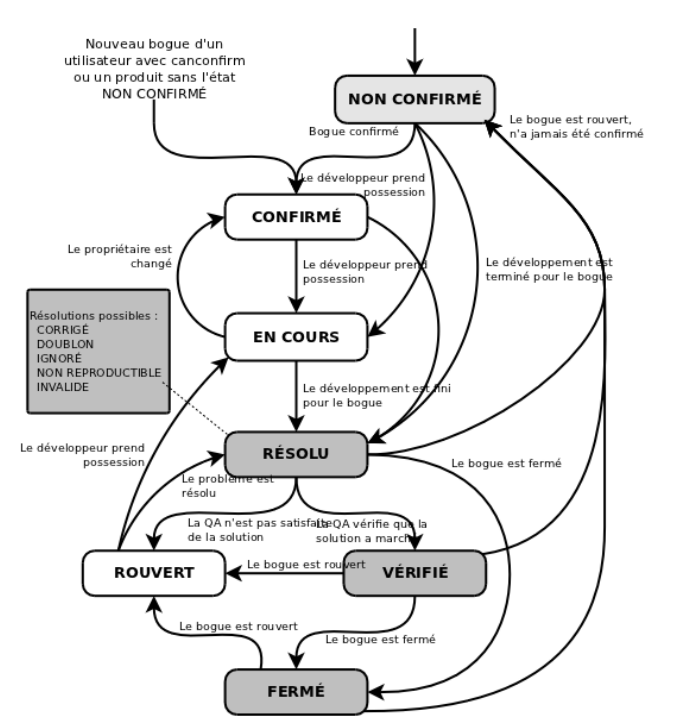 Nouveau bogue d'un
utilisateur avec canconfirm
ou un produit sans l'état
NON CONFIRMÉ
NON CONFIRMÉ
Le bogue est rouvert,
n'a jamais été confirmé
Bogue confirmé
Le développeur prend
possession
CONFIRMÉ
Le propriétaire est
changé
Le développeur prend
possession
Le développement est
terminé pour le bogue
Résolutions possibles :
CORRIGÉ
DOUBLON
IGNORÉ
NON REPRODUCTIBLE
INVALIDE
EN COURS
Le développement est fini
pour le bogue
Le développeur prend
possession
RÉSOLU
Le bogue est fermé
Le problème est
résolu
La QA n'est pas satisfaite
de la solution
La QA vérifie que la
solution a marché
ROUVERT
Le bogue est rouvert
VÉRIFIÉ
Le bogue est rouvert
Le bogue est fermé
FERMÉ